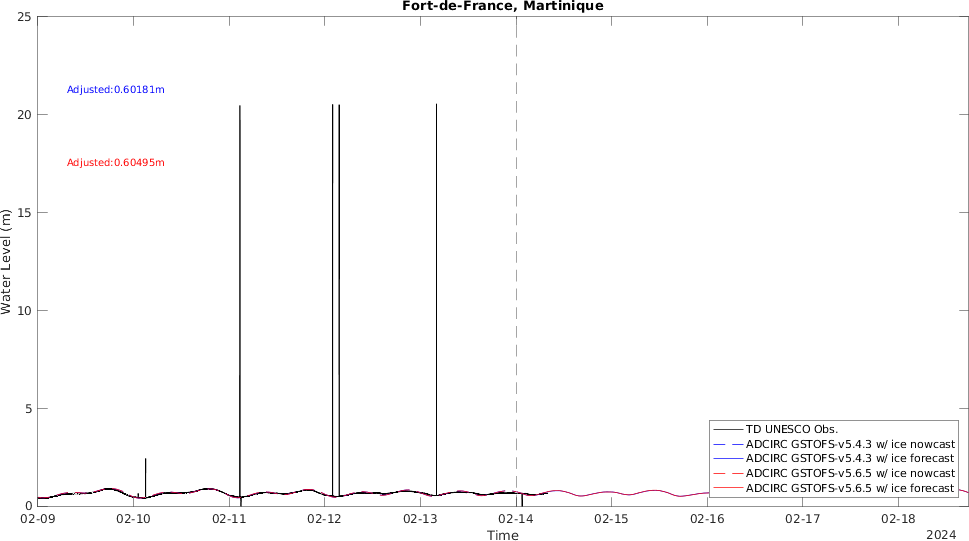 Fort-de-France, Martinique
25
20
15
10
5
0
Water Level (m)
Adjusted:0.60181m
Adjusted:0.60495m
TD UNESCO Obs.
ADCIRC GSTOFS-v5.4.3 w/ ice nowcast
ADCIRC GSTOFS-v5.4.3 w/ ice forecast
ADCIRC GSTOFS-v5.6.5 w/ ice nowcast
ADCIRC GSTOFS-v5.6.5 w/ ice forecast
02-09 02-10 02-11 02-12 02-13 02-14 02-15 02-16 02-17 02-18
Time
2024